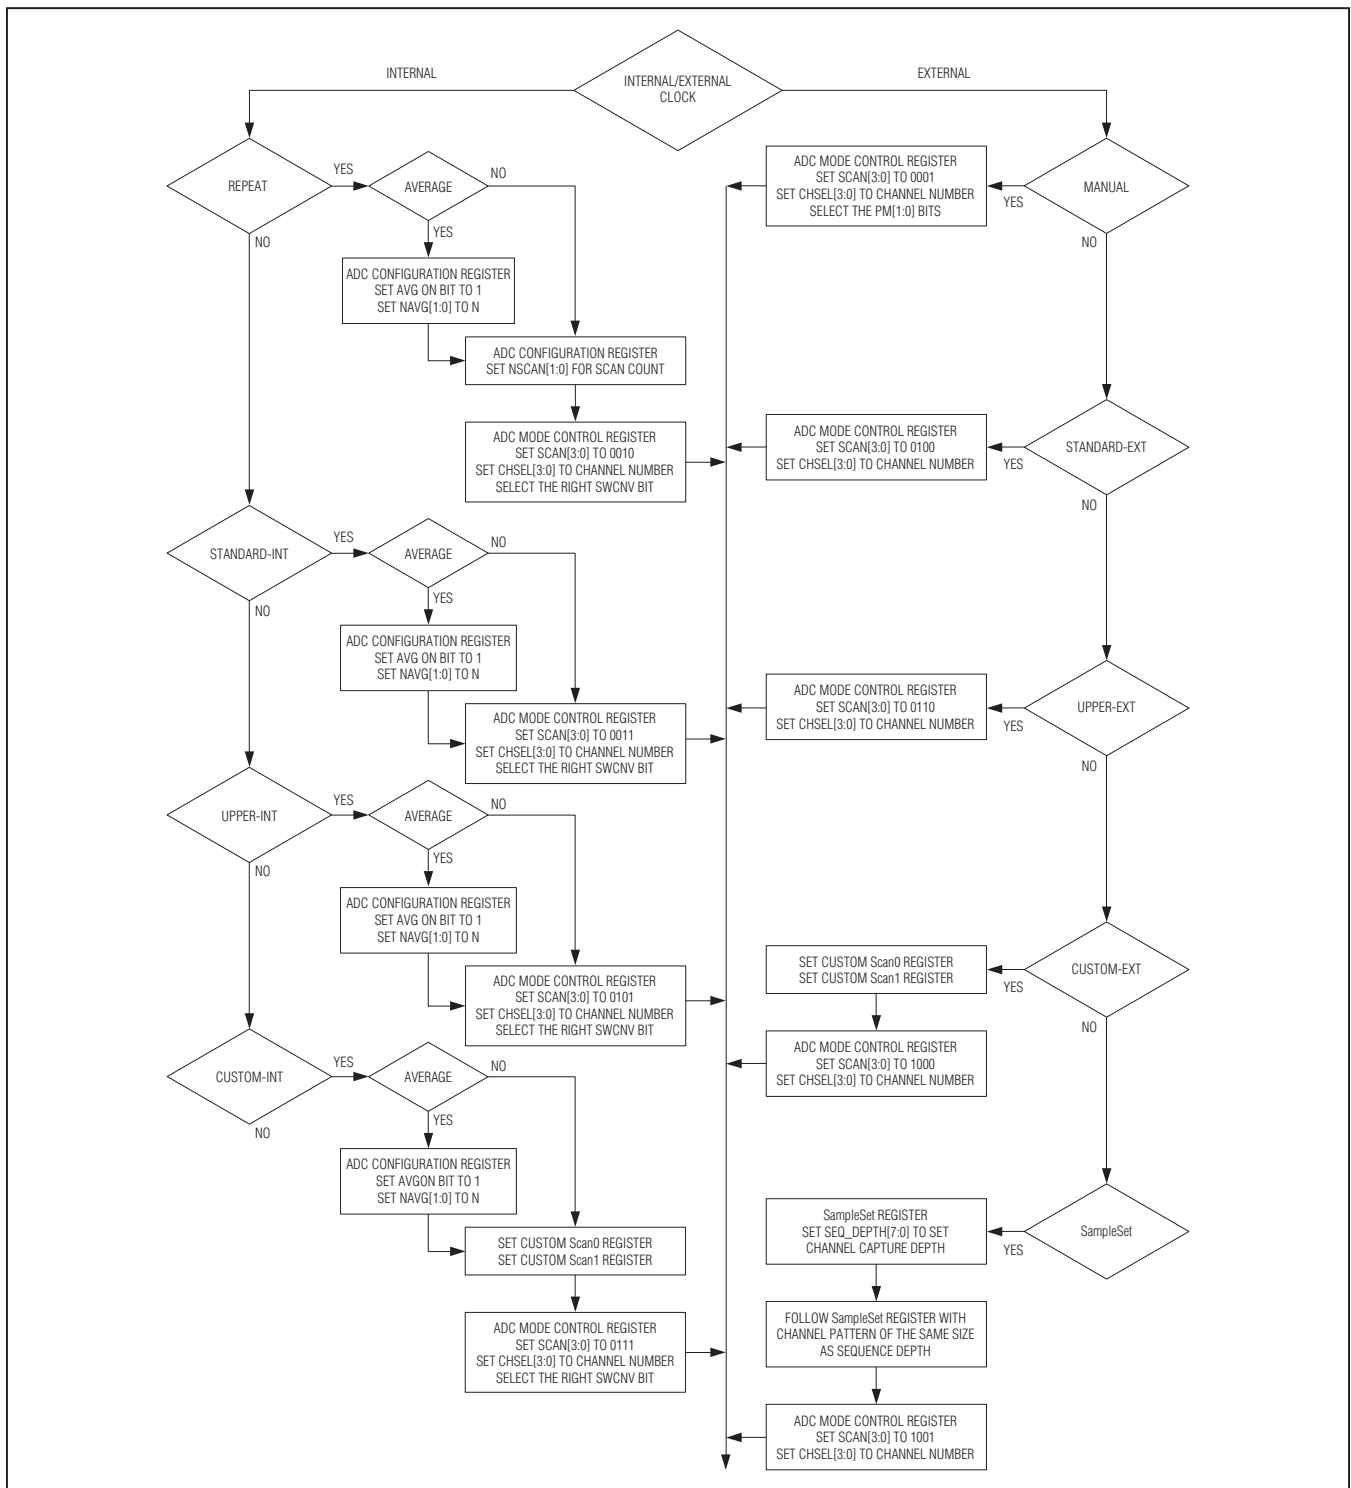 INTERNAL/EXTERNAL
CLOCK
INTERNAL
EXTERNAL
REPEAT
YES
NO
AVERAGE
NO
YES
ADC CONFIGURATION REGISTER
SET AVG ON BIT TO 1
SET NAVG[1:0] TO N
ADC CONFIGURATION REGISTER
SET NSCAN[1:0] FOR SCAN COUNT
ADC MODE CONTROL REGISTER
SET SCAN[3:0] TO 0010
SET CHSEL[3:0] TO CHANNEL NUMBER
SELECT THE RIGHT SWCNV BIT
STANDARD-INT
YES
NO
AVERAGE
NO
YES
ADC CONFIGURATION REGISTER
SET AVG ON BIT TO 1
SET NAVG[1:0] TO N
ADC MODE CONTROL REGISTER
SET SCAN[3:0] TO 0011
SET CHSEL[3:0] TO CHANNEL NUMBER
SELECT THE RIGHT SWCNV BIT
UPPER-INT
YES
NO
AVERAGE
NO
YES
ADC CONFIGURATION REGISTER
SET AVG ON BIT TO 1
SET NAVG[1:0] TO N
ADC MODE CONTROL REGISTER
SET SCAN[3:0] TO 0101
SET CHSEL[3:0] TO CHANNEL NUMBER
SELECT THE RIGHT SWCNV BIT
CUSTOM-INT
YES
NO
AVERAGE
NO
YES
ADC CONFIGURATION REGISTER
SET AVGON BIT TO 1
SET NAVG[1:0] TO N
SET CUSTOM Scan0 REGISTER
SET CUSTOM Scan1 REGISTER
ADC MODE CONTROL REGISTER
SET SCAN[3:0] TO 0111
SET CHSEL[3:0] TO CHANNEL NUMBER
SELECT THE RIGHT SWCNV BIT
MANUAL
YES
NO
ADC MODE CONTROL REGISTER
SET SCAN[3:0] TO 0001
SET CHSEL[3:0] TO CHANNEL NUMBER
SELECT THE PM[1:0] BITS
STANDARD-EXT
YES
NO
ADC MODE CONTROL REGISTER
SET SCAN[3:0] TO 0100
SET CHSEL[3:0] TO CHANNEL NUMBER
UPPER-EXT
YES
NO
ADC MODE CONTROL REGISTER
SET SCAN[3:0] TO 0110
SET CHSEL[3:0] TO CHANNEL NUMBER
CUSTOM-EXT
YES
NO
SET CUSTOM Scan0 REGISTER
SET CUSTOM Scan1 REGISTER
ADC MODE CONTROL REGISTER
SET SCAN[3:0] TO 1000
SET CHSEL[3:0] TO CHANNEL NUMBER
SampleSet
YES
SampleSet REGISTER
SET SEQ_DEPTH[7:0] TO SET
CHANNEL CAPTURE DEPTH
FOLLOW SampleSet REGISTER WITH
CHANNEL PATTERN OF THE SAME SIZE
AS SEQUENCE DEPTH
ADC MODE CONTROL REGISTER
SET SCAN[3:0] TO 1001
SET CHSEL[3:0] TO CHANNEL NUMBER